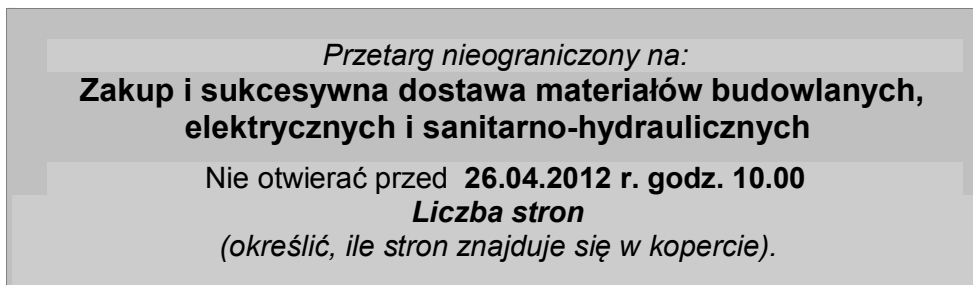 Przetarg nieograniczony na:
Zakup i sukcesywna dostawa materiałów budowlanych,
elektrycznych i sanitarno-hydraulicznych
Nie otwierać przed 26.04.2012 r. godz. 10.00
Liczba stron
(określić, ile stron znajduje się w kopercie).